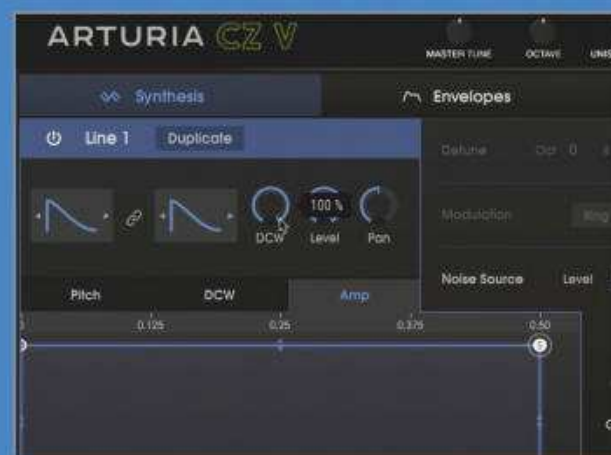 ARTURIA CZ V
MASTER TUNE OCTAVE
Synthesis Envelopes
Line 1 Duplicate
Detune Oct 0
Modulation Ring
100 %
DCW Level Pan
Noise Source Level
Pitch DCW Amp
0.125 0.25 0.375 0.50